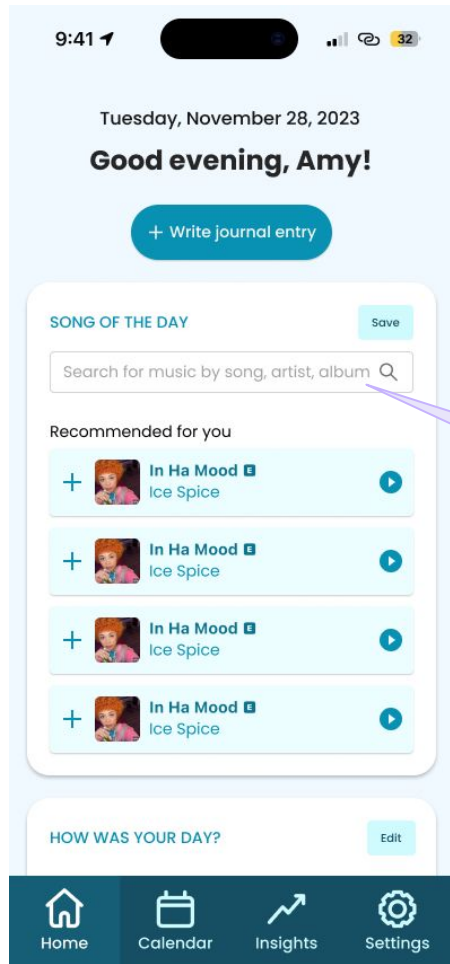 9:41
32
Tuesday, November 28, 2023
Good evening, Amy!
+ Write journal entry
SONG OF THE DAY
Save
Search for music by song, artist, album
Recommended for you
In Ha Mood E
Ice Spice
In Ha Mood E
Ice Spice
In Ha Mood E
Ice Spice
In Ha Mood E
Ice Spice
HOW WAS YOUR DAY?
Edit
Home Calendar Insights Settings